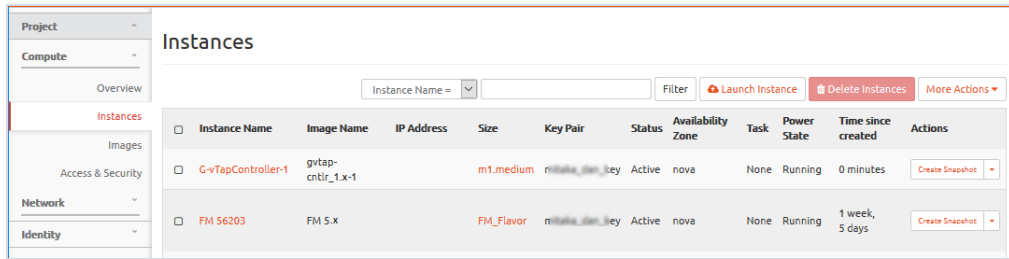 Project
Compute
Overview
Instances
Images
Access & Security
Network
Identity
Instances
Instance Name = Filter Launch Instance Delete Instances More Actions
Instance Name Image Name IP Address Size Key Pair Status Availability Zone Task Power State Time since created Actions
G-vTapController-1 gvtap-cntlr_1.x-1 m1.medium Active nova None Running 0 minutes Create Snapshot
FM 56203 FM 5.x FM_Flavor Active nova None Running 1 week, 5 days Create Snapshot